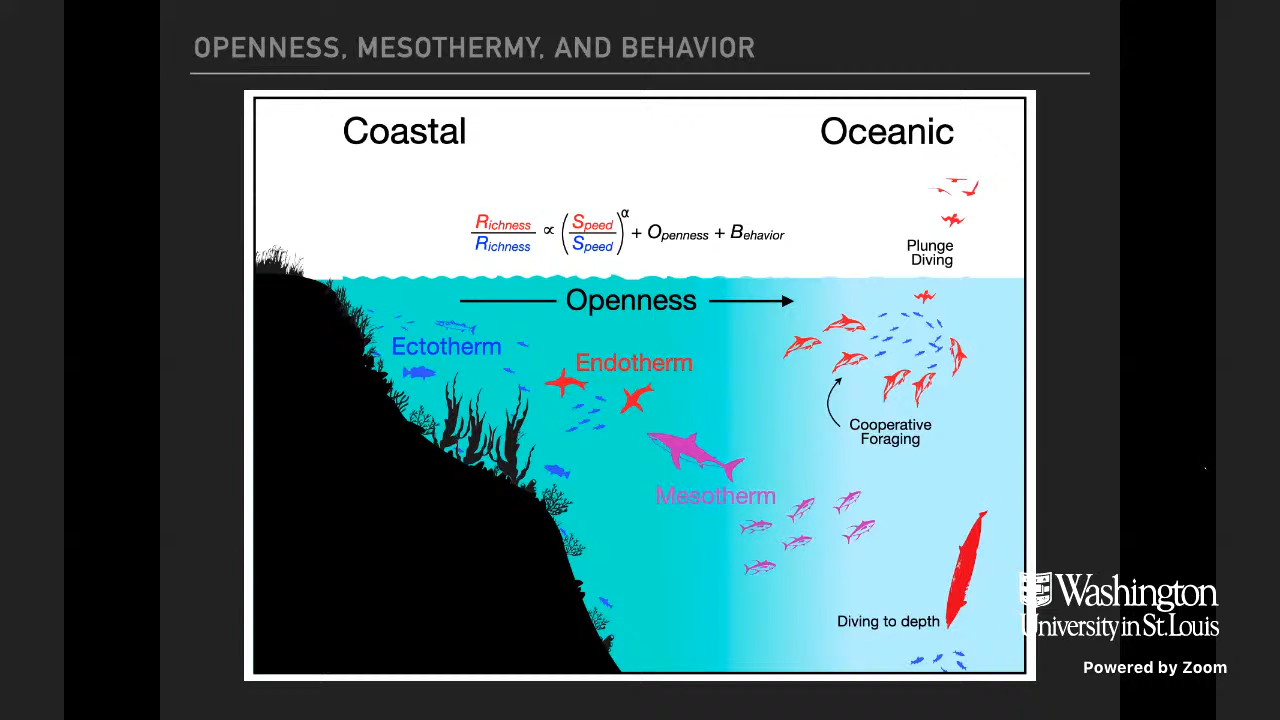 OPENNESS, MESOTHERMY, AND BEHAVIOR
Coastal
Oceanic
Richness / Richness ∝ (Speed / Speed)^α + Openness + Behavior
Plunge
Diving
Openness
Ectotherm
Endotherm
Cooperative
Foraging
Mesotherm
Diving to depth
Washington
University in St. Louis
Powered by Zoom